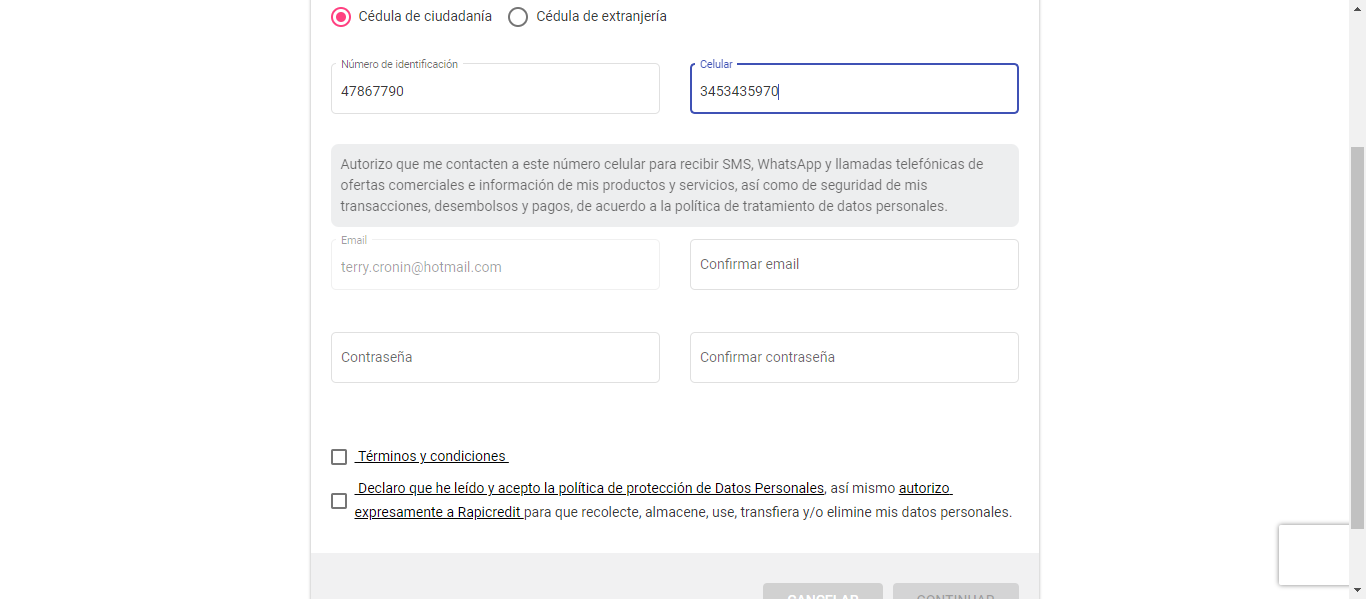 Cédula de ciudadanía Cédula de extranjería
Número de identificación Celular
47867790 3453435970
Autorizo que me contacten a este número celular para recibir SMS, WhatsApp y llamadas telefónicas de
ofertas comerciales e información de mis productos y servicios, así como de seguridad de mis
transacciones, desembolsos y pagos, de acuerdo a la política de tratamiento de datos personales.
Email
terry.cronin@hotmail.com Confirmar email
Contraseña Confirmar contraseña
Términos y condiciones
Declaro que he leído y acepto la política de protección de Datos Personales, así mismo autorizo
expresamente a Rapicredit para que recolecte, almacene, use, transfiera y/o elimine mis datos personales.
CANCELAR CONTINUAR